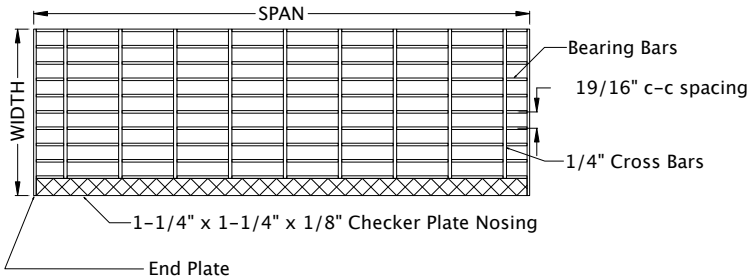 SPAN
Bearing Bars
19/16" c-c spacing
WIDTH
1/4" Cross Bars
1-1/4" x 1-1/4" x 1/8" Checker Plate Nosing
End Plate